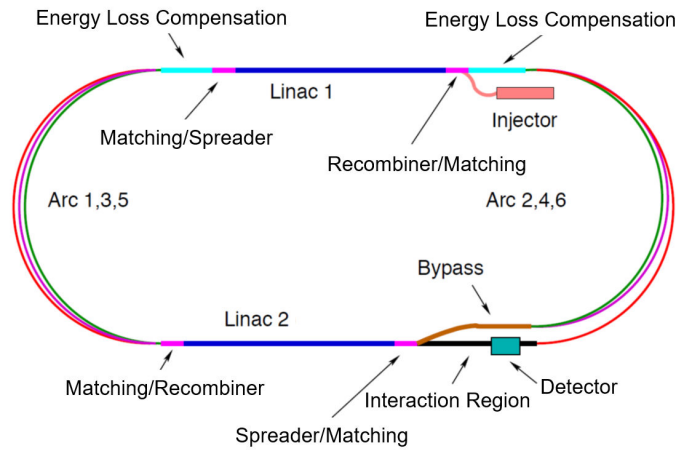 Energy Loss Compensation
Energy Loss Compensation
Linac 1
Injector
Matching/Spreader
Recombiner/Matching
Arc 1,3,5
Arc 2,4,6
Bypass
Linac 2
Matching/Recombiner
Interaction Region
Detector
Spreader/Matching